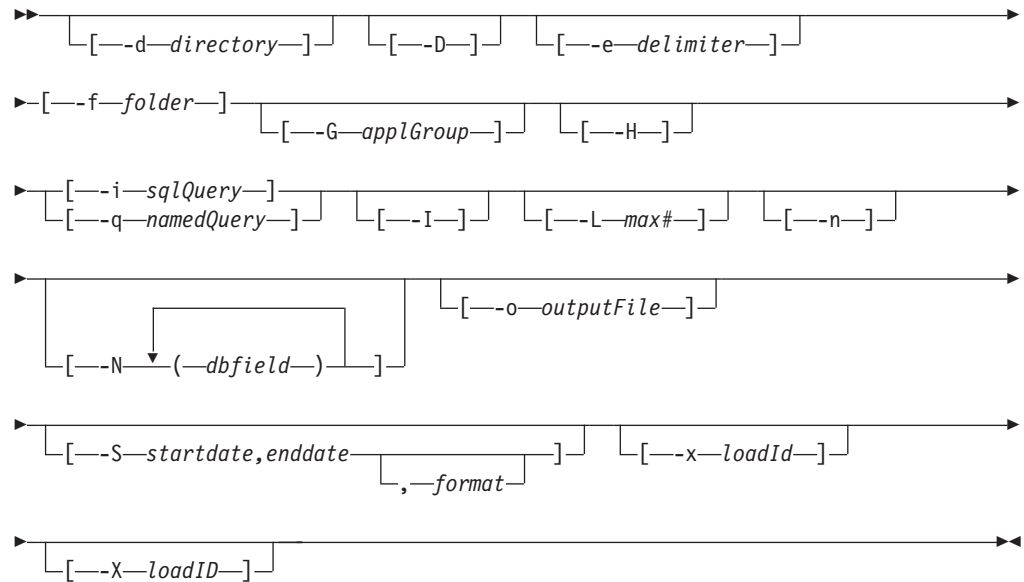 [ -d directory ] [ -D ] [ -e delimiter ]
[ -f folder ] [ -G applGroup ] [ -H ]
[ -i sqlQuery ]
[ -q namedQuery ] [ -I ] [ -L max# ] [ -n ]
[ -N ( dbfield ) ] [ -o outputFile ]
[ -S startdate,enddate , format ] [ -x loadId ]
[ -X loadID ]